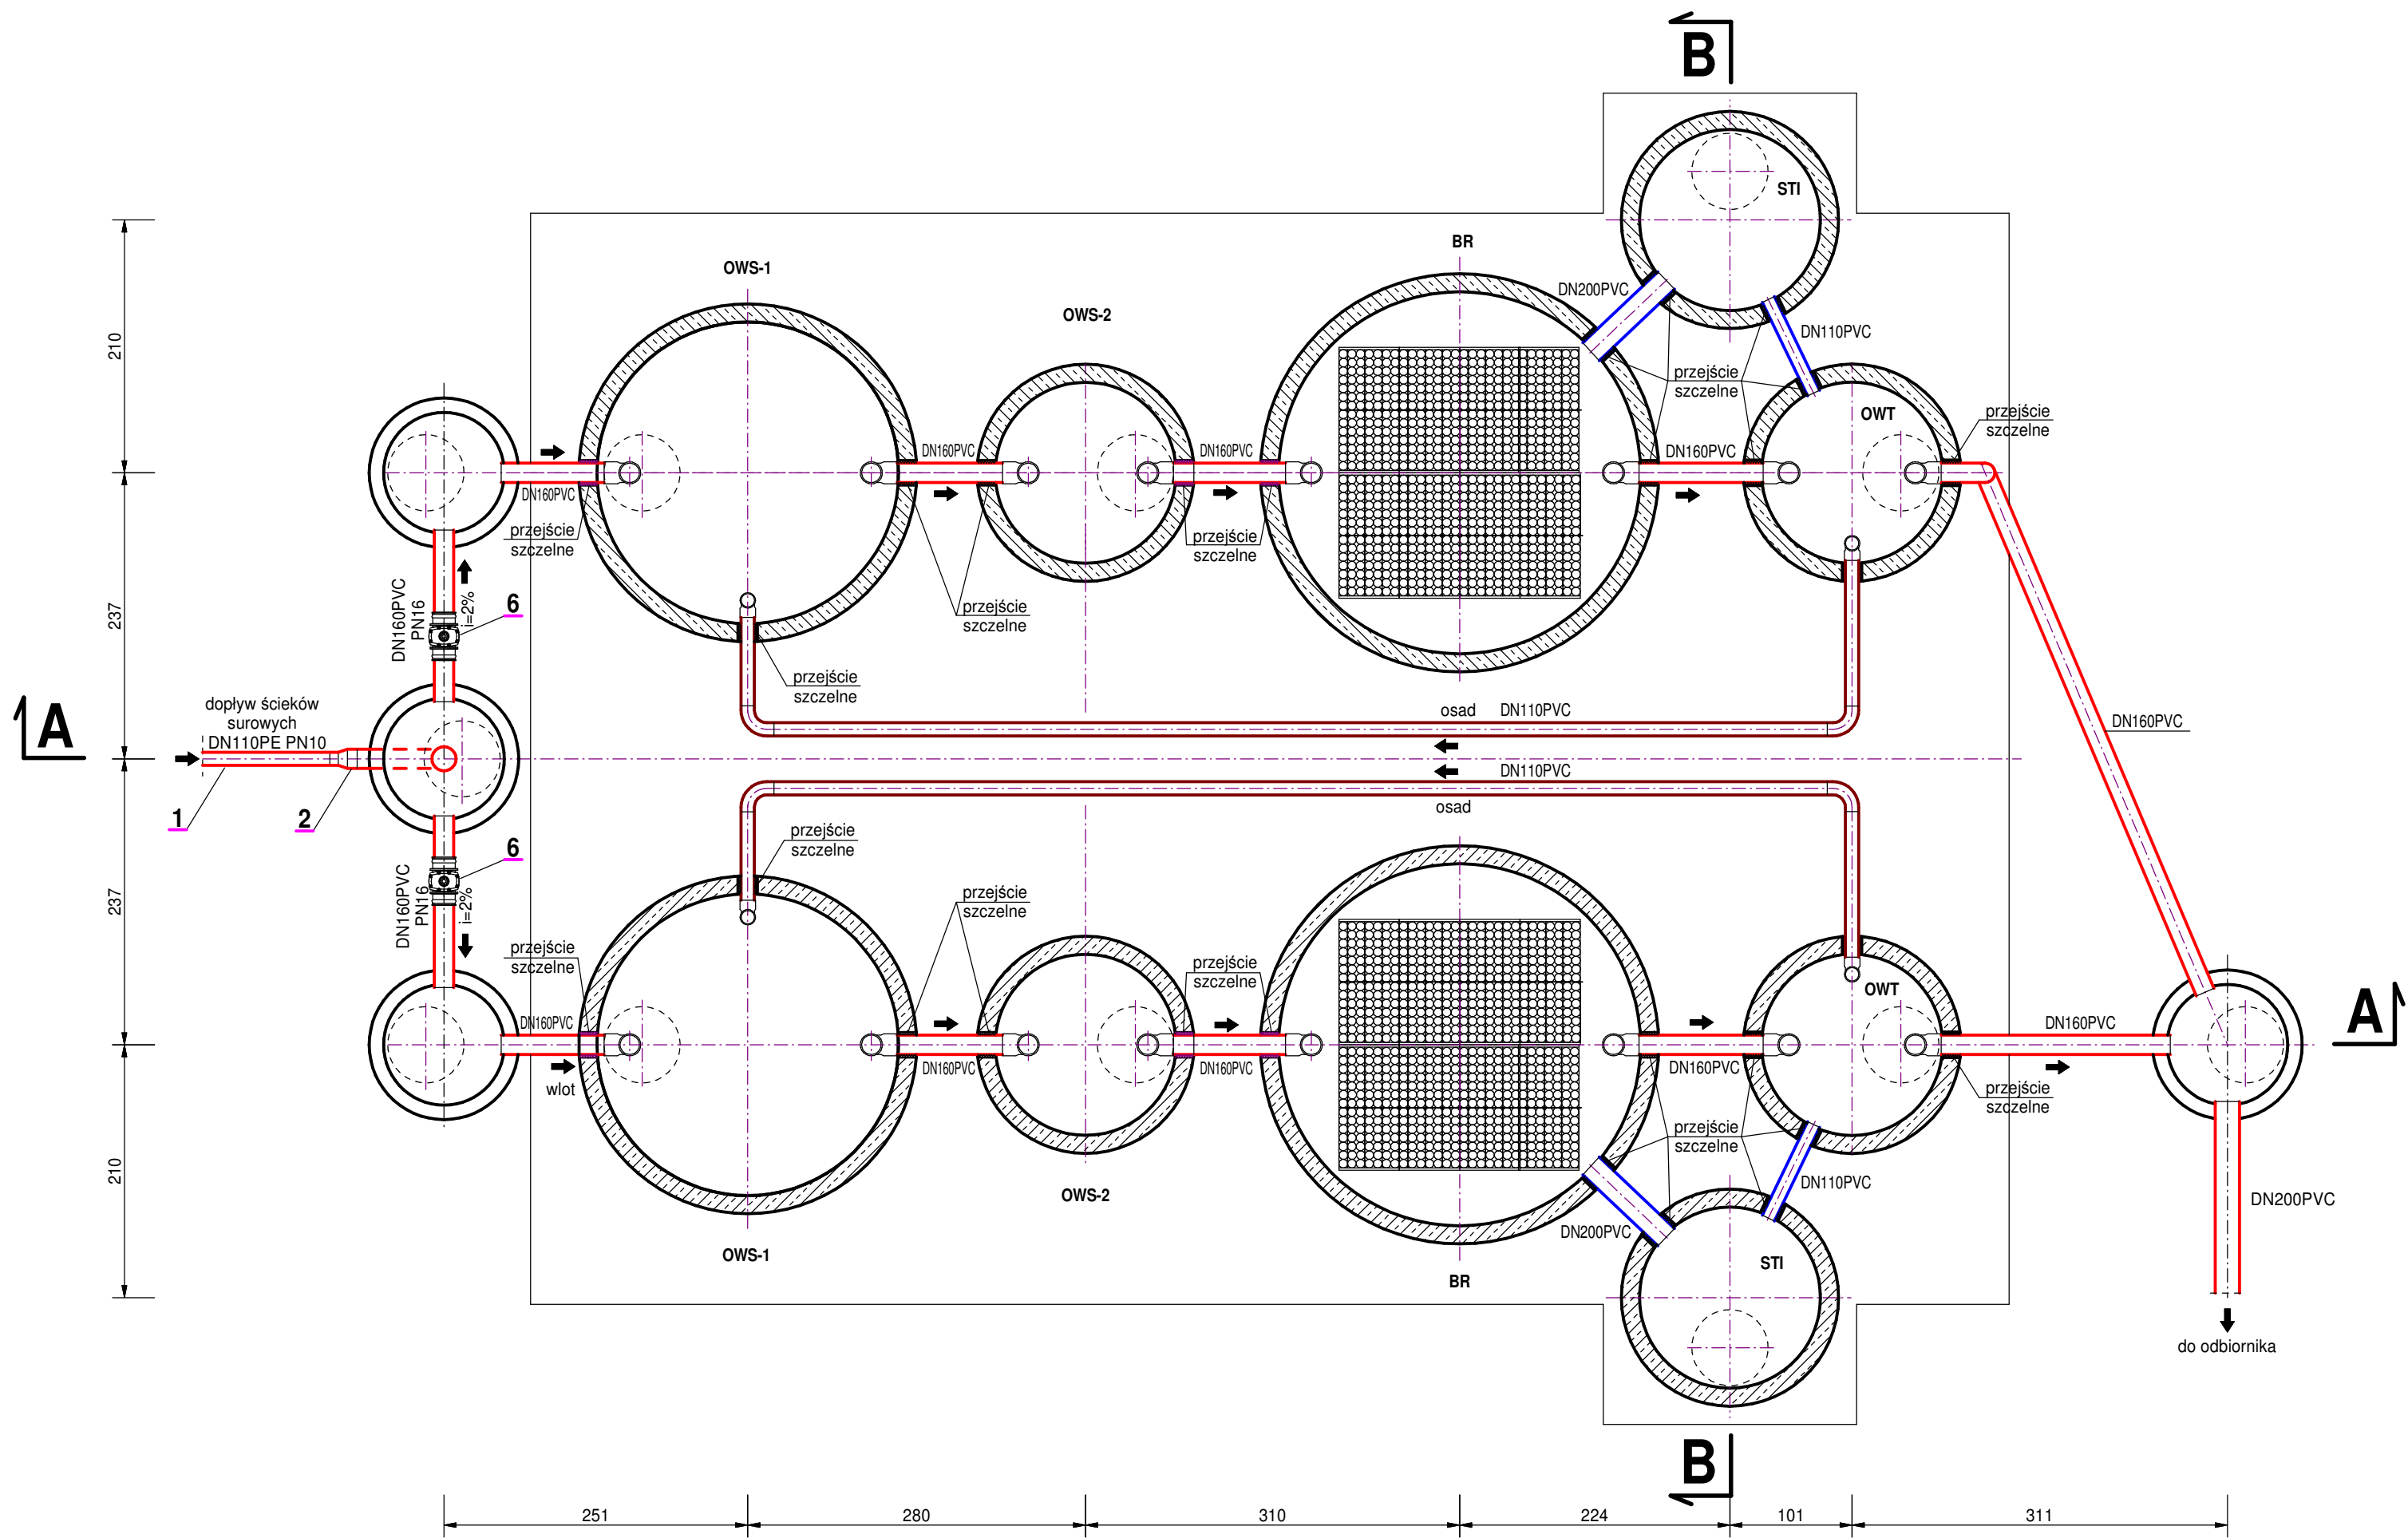 B
STI
BR
OWS-1
DN200PVC
OWS-2
DN110PVC
210
przejście
szczelne
OWT
przejście
szczelne
DN160PVC
DN160PVC
DN160PVC
DN160PVC
przejście
szczelne
przejście
szczelne
DN160PVC
PN16
i=2%
6
przejście
szczelne
237
przejście
szczelne
dopływ ścieków
surowych
DN110PE PN10
A
osad DN110PVC
DN160PVC
DN110PVC
osad
1
2
6
przejście
szczelne
DN160PVC
PN16
i=2%
237
przejście
szczelne
przejście
szczelne
przejście
szczelne
OWT
A
DN160PVC
DN160PVC
wlot
DN160PVC
DN160PVC
DN160PVC
przejście
szczelne
przejście
szczelne
210
DN110PVC
OWS-2
DN200PVC
DN200PVC
OWS-1
STI
BR
do odbiornika
B
251
280
310
224
101
311